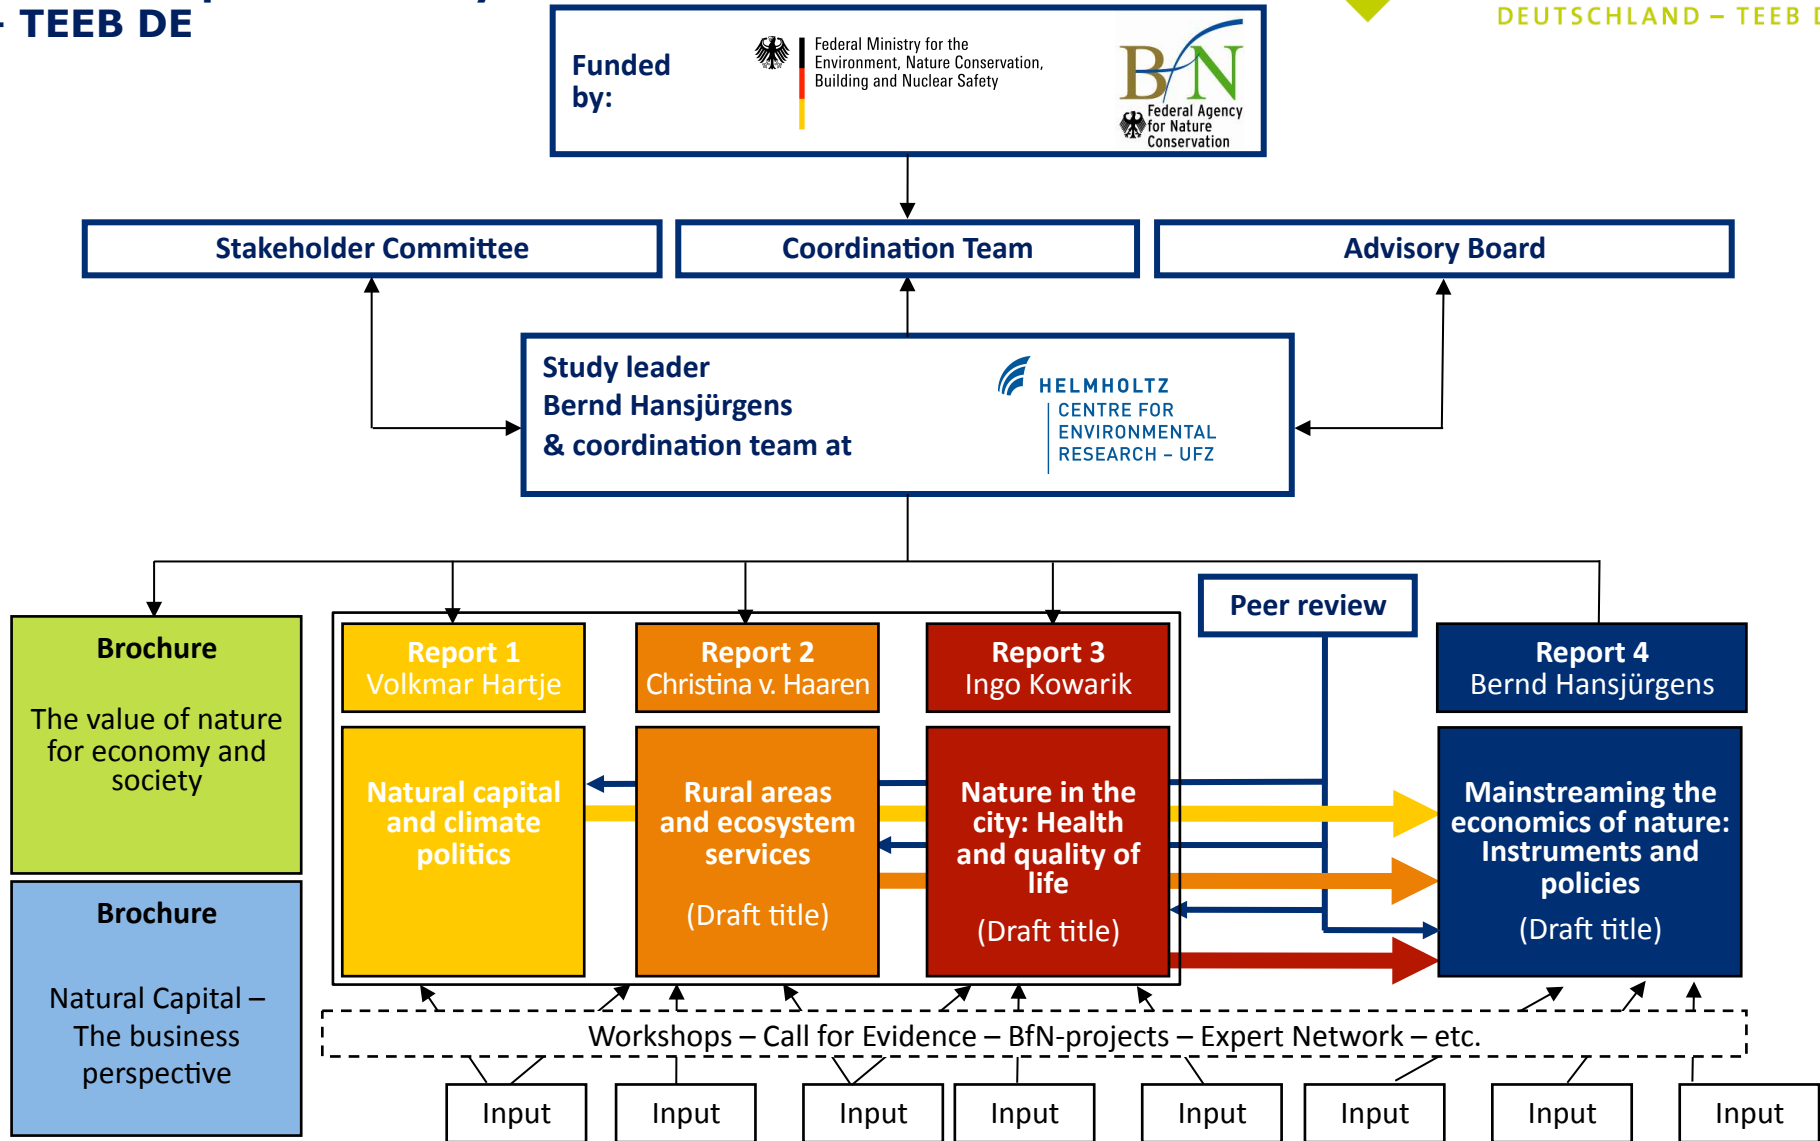 – TEEB DE
DEUTSCHLAND – TEEB D
Funded
by:
Federal Ministry for the
Environment, Nature Conservation,
Building and Nuclear Safety
BfN
Federal Agency
for Nature
Conservation
Stakeholder Committee
Coordination Team
Advisory Board
Study leader
Bernd Hansjürgens
& coordination team at
HELMHOLTZ
CENTRE FOR
ENVIRONMENTAL
RESEARCH – UFZ
Peer review
Brochure
The value of nature
for economy and
society
Brochure
Natural Capital –
The business
perspective
Report 1
Volkmar Hartje
Natural capital
and climate
politics
Report 2
Christina v. Haaren
Rural areas
and ecosystem
services
(Draft title)
Report 3
Ingo Kowarik
Nature in the
city: Health
and quality of
life
(Draft title)
Report 4
Bernd Hansjürgens
Mainstreaming the
economics of nature:
Instruments and
policies
(Draft title)
Workshops – Call for Evidence – BfN-projects – Expert Network – etc.
Input
Input
Input
Input
Input
Input
Input
Input